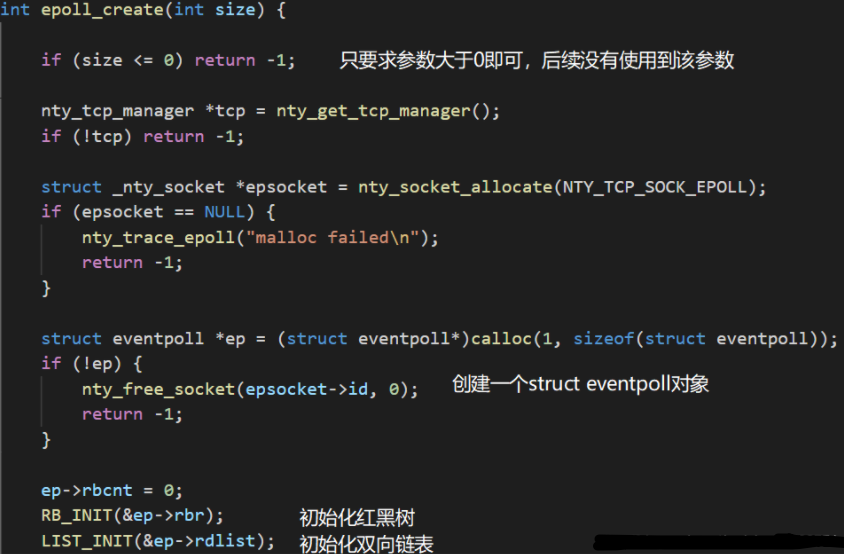 int epoll_create(int size) {
if (size <= 0) return -1; 只要求参数大于0即可，后续没有使用到该参数
nty_tcp_manager *tcp = nty_get_tcp_manager();
if (!tcp) return -1;
struct _nty_socket *epsocket = nty_socket_allocate(NTY_TCP_SOCK_EPOLL);
if (epsocket == NULL) {
nty_trace_epoll("malloc failed\n");
return -1;
}
struct eventpoll *ep = (struct eventpoll*)calloc(1, sizeof(struct eventpoll));
if (!ep) {
nty_free_socket(epsocket->id, 0); 创建一个struct eventpoll对象
return -1;
}
ep->rbcnt = 0;
RB_INIT(&ep->rbr); 初始化红黑树
LIST_INIT(&ep->rdlist); 初始化双向链表